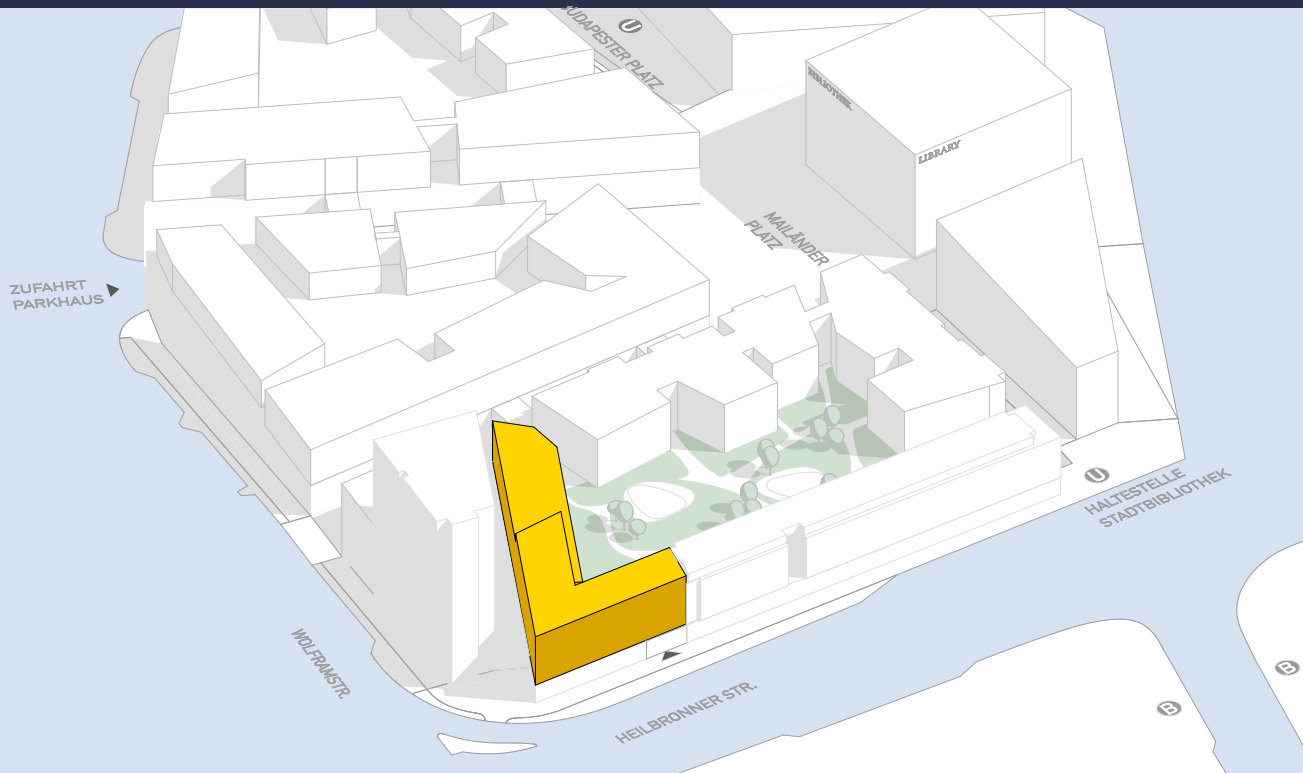 BUDAPESTER PLATZ
U
BIBLIOTHEK
LIBRARY
MAILÄNDER
PLATZ
ZUFAHRT
PARKHAUS
U
HALTESTELLE
STADTBIBLIOTHEK
WOLFRAMSTR.
HEILBRONNER STR.
B
B